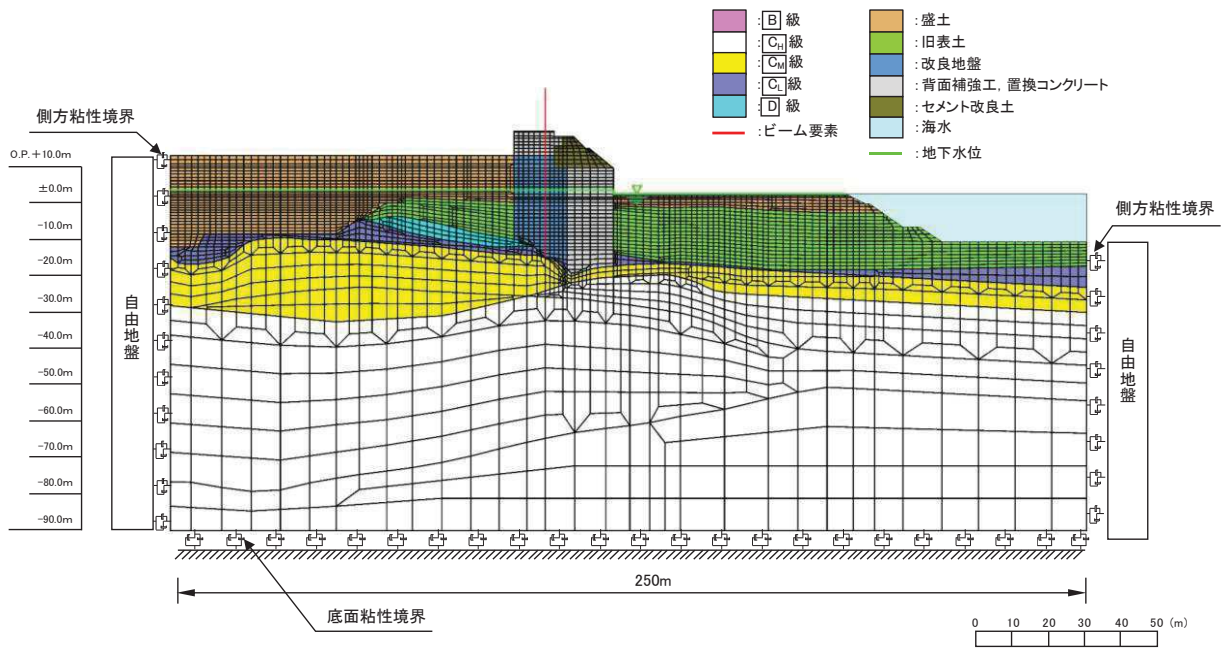 :B 級
:CH級
:CM級
:CL級
:D 級
:ビーム要素
:盛土
:旧表土
:改良地盤
:背面補強工, 置換コンクリート
:セメント改良土
:海水
:地下水位
側方粘性境界
O.P.+10.0m
±0.0m
-10.0m
-20.0m
-30.0m
-40.0m
-50.0m
-60.0m
-70.0m
-80.0m
-90.0m
自由地盤
側方粘性境界
自由地盤
250m
底面粘性境界
0 10 20 30 40 50 (m)